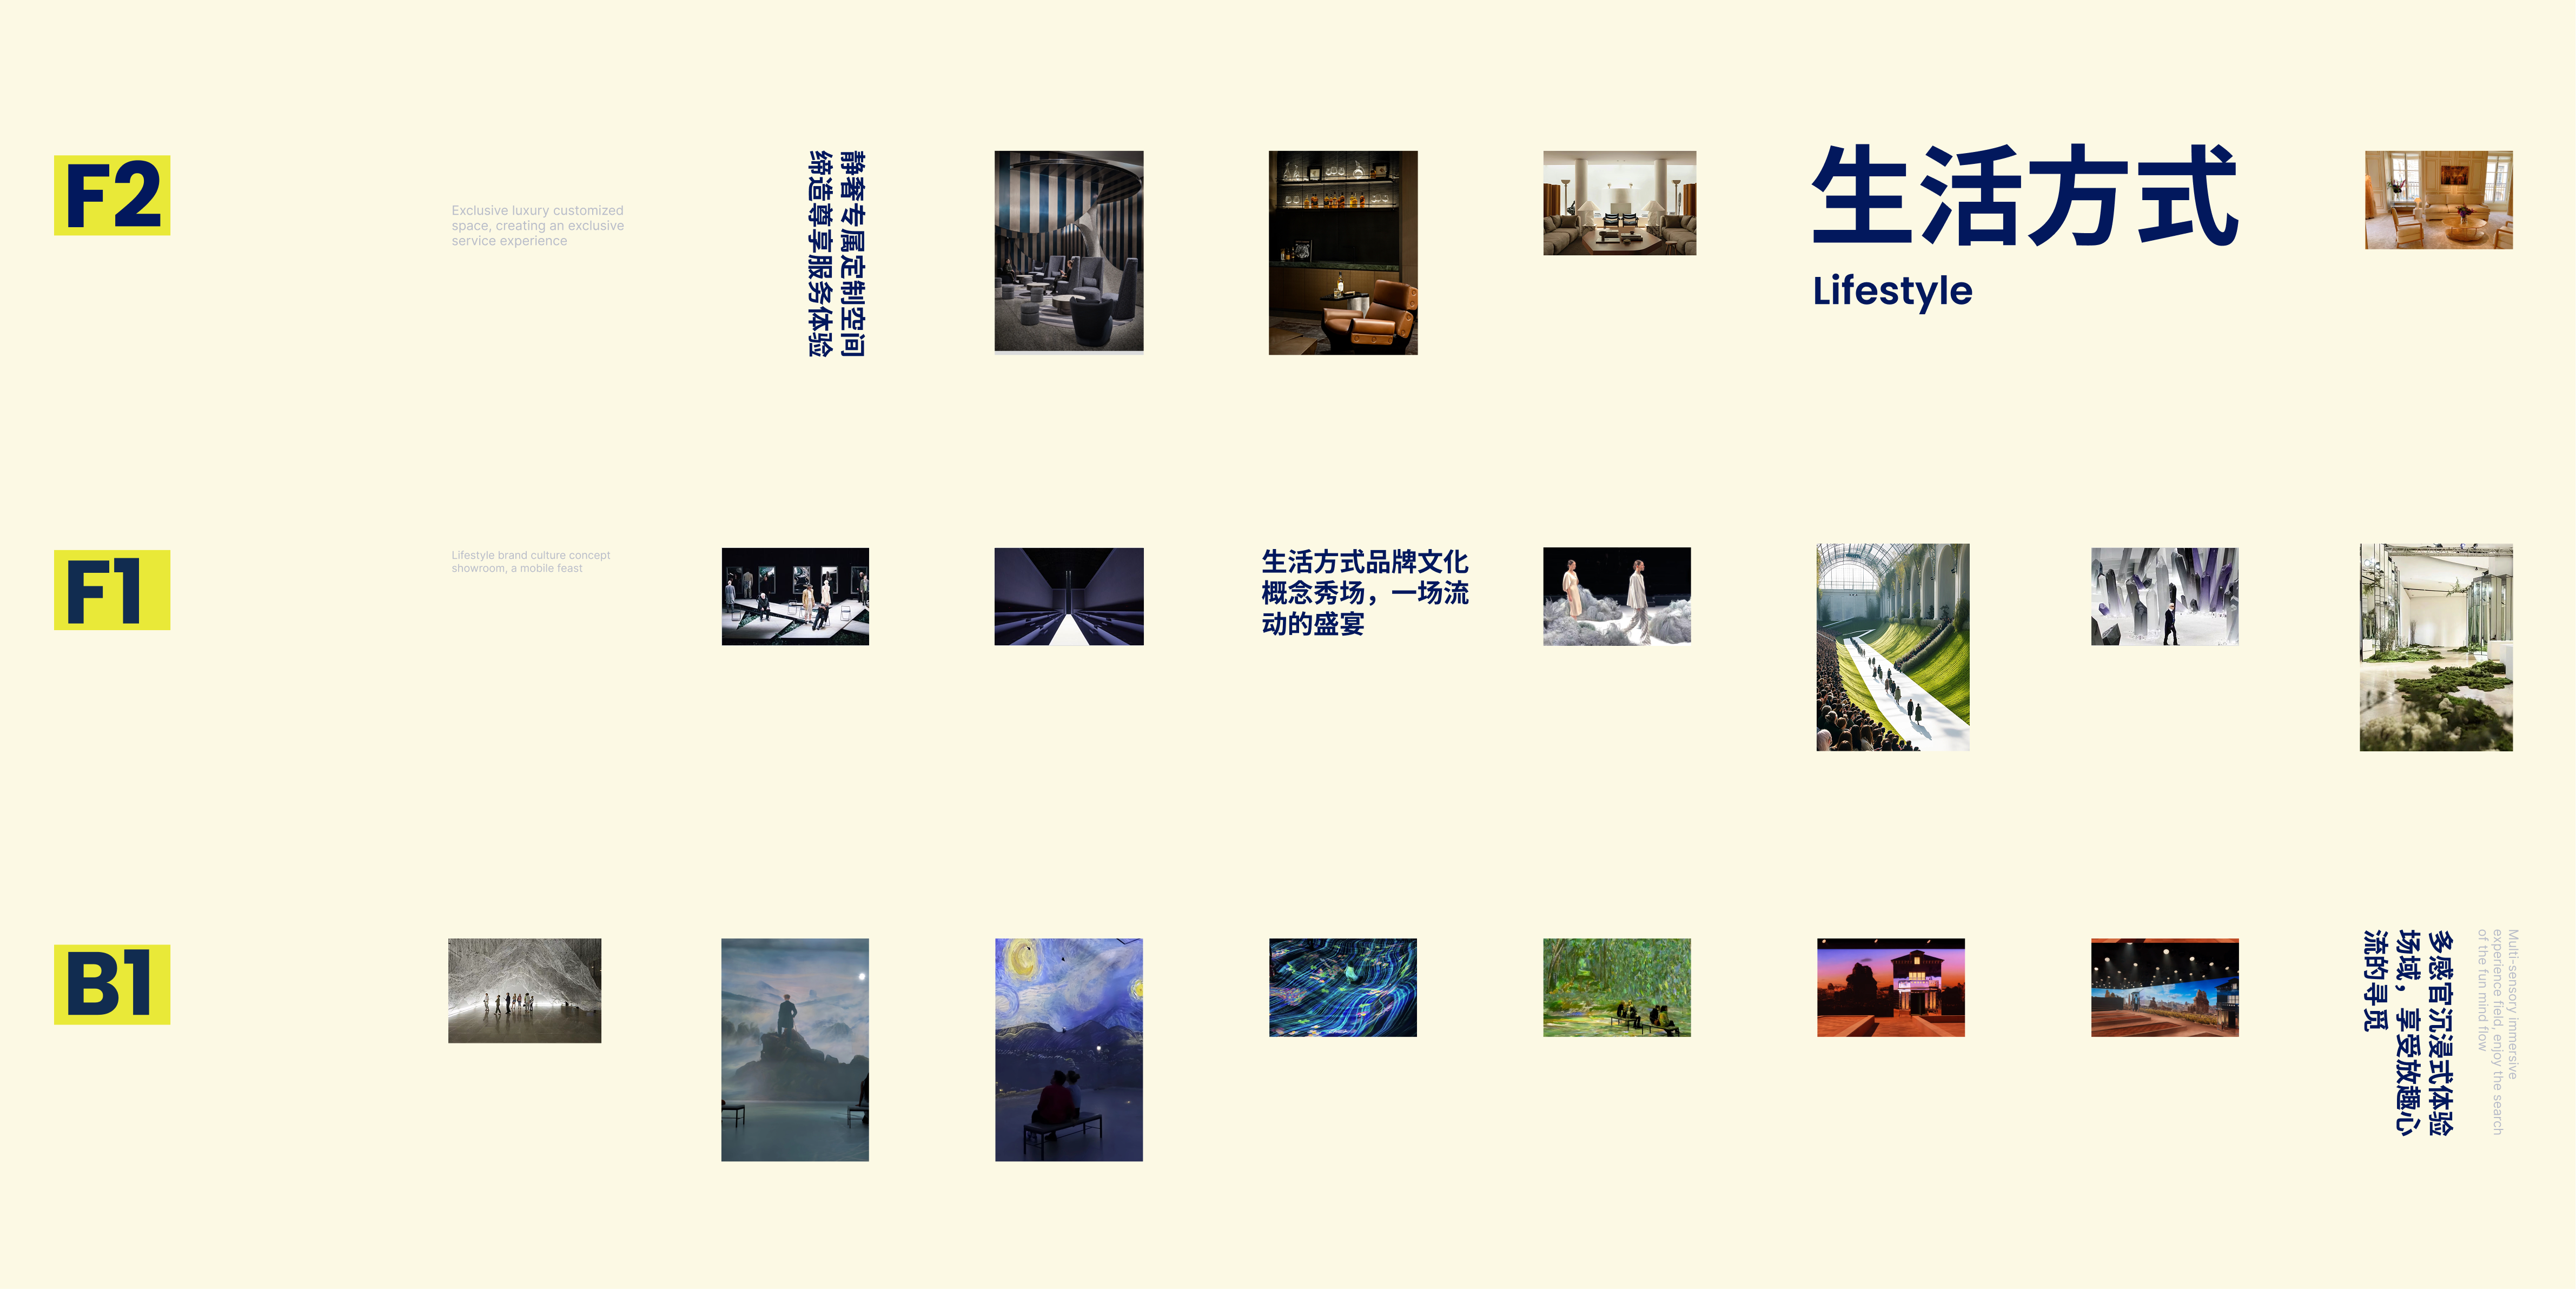 F2
Exclusive luxury customized
space, creating an exclusive
service experience
静奢专属定制空间
缔造尊享服务体验
生活方式
Lifestyle
F1
Lifestyle brand culture concept
showroom, a mobile feast
生活方式品牌文化
概念秀场，一场流
动的盛宴
B1
多感官沉浸式体验
场域，享受放趣心
流的寻觅
Multi-sensory immersive
experience field, enjoy the search
of the fun mind flow